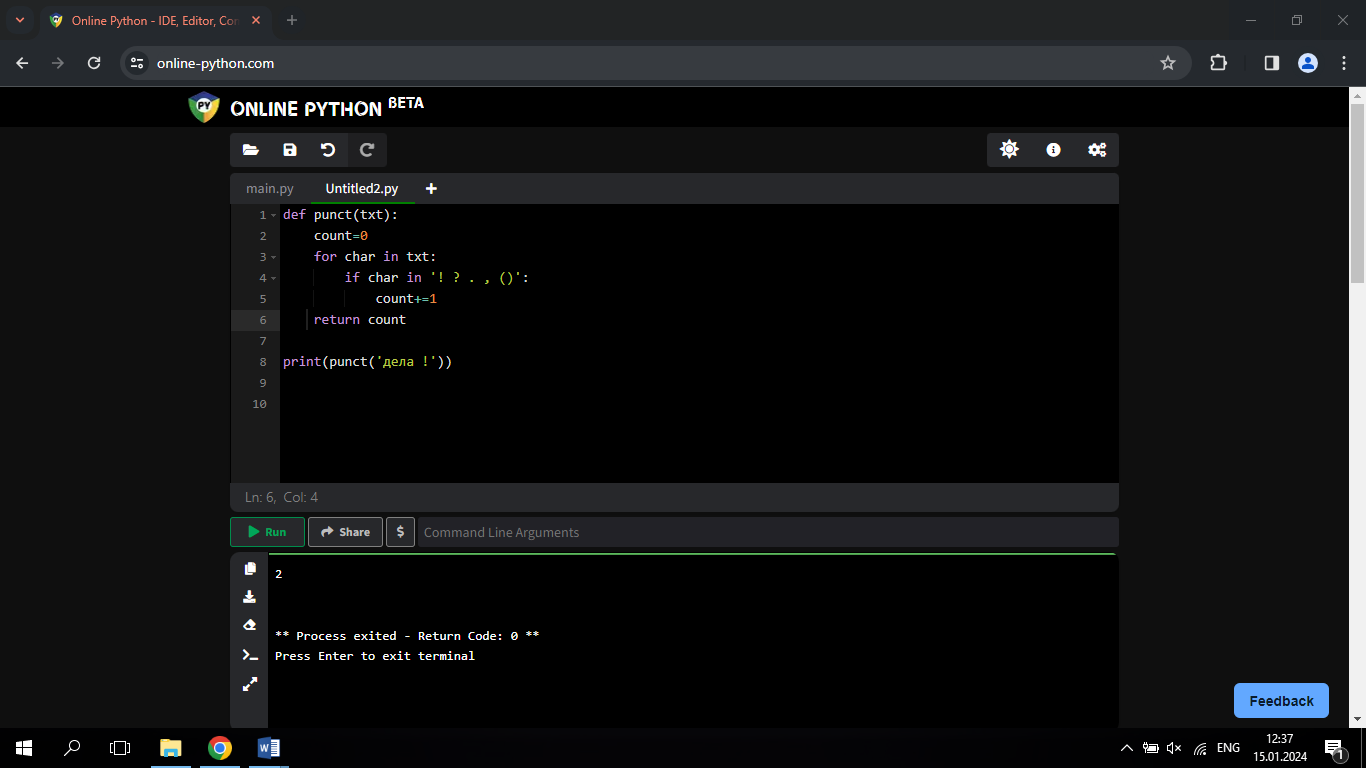 Online Python - IDE, Editor, Con
online-python.com
PY ONLINE PYTHON BETA
main.py Untitled2.py +
1 def punct(txt):
2     count=0
3     for char in txt:
4         if char in '! ? . , ()':
5             count+=1
6     return count
7
8 print(punct('дела !'))
9
10
Ln: 6, Col: 4
Run Share $ Command Line Arguments
2
** Process exited - Return Code: 0 **
Press Enter to exit terminal
Feedback
W ENG 12:37
15.01.2024
1